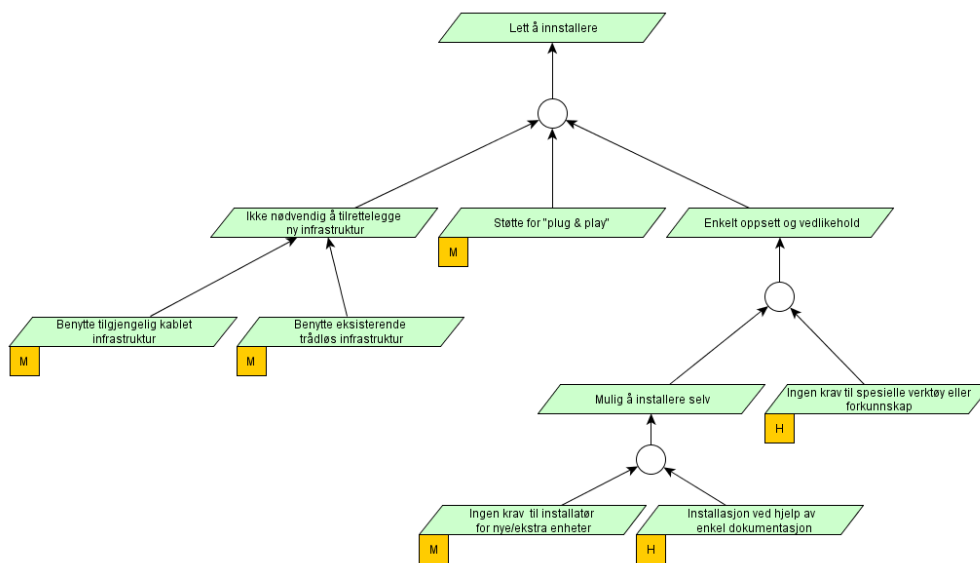 Lett å innstallere
Ikke nødvendig å tilrettelegge
ny infrastruktur
Støtte for "plug & play"
Enkelt oppsett og vedlikehold
M
Benytte tilgjengelig kablet
infrastruktur
Benytte eksisterende
trådløs infrastruktur
M
M
Mulig å installere selv
Ingen krav til spesielle verktøy eller
forkunnskap
H
Ingen krav  til installatør
for nye/ekstra enheter
Installasjon ved hjelp av
enkel dokumentasjon
M
H